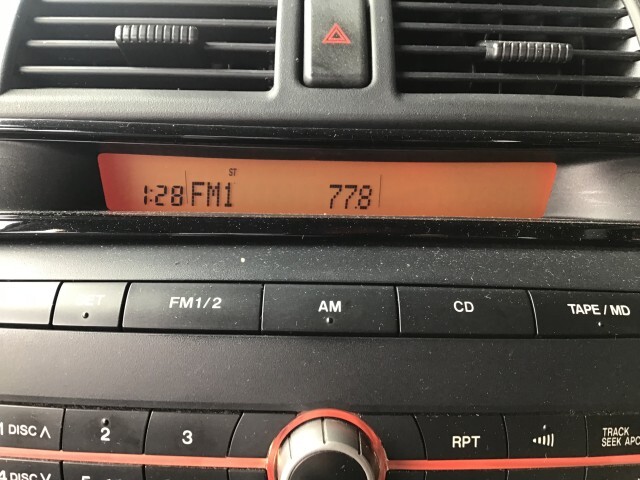 ST
1:28 FM1 77.8
FM1/2 AM CD TAPE / MD
DISC ∧ 2 3 RPT TRACK
SEEK APC
DISC ∨